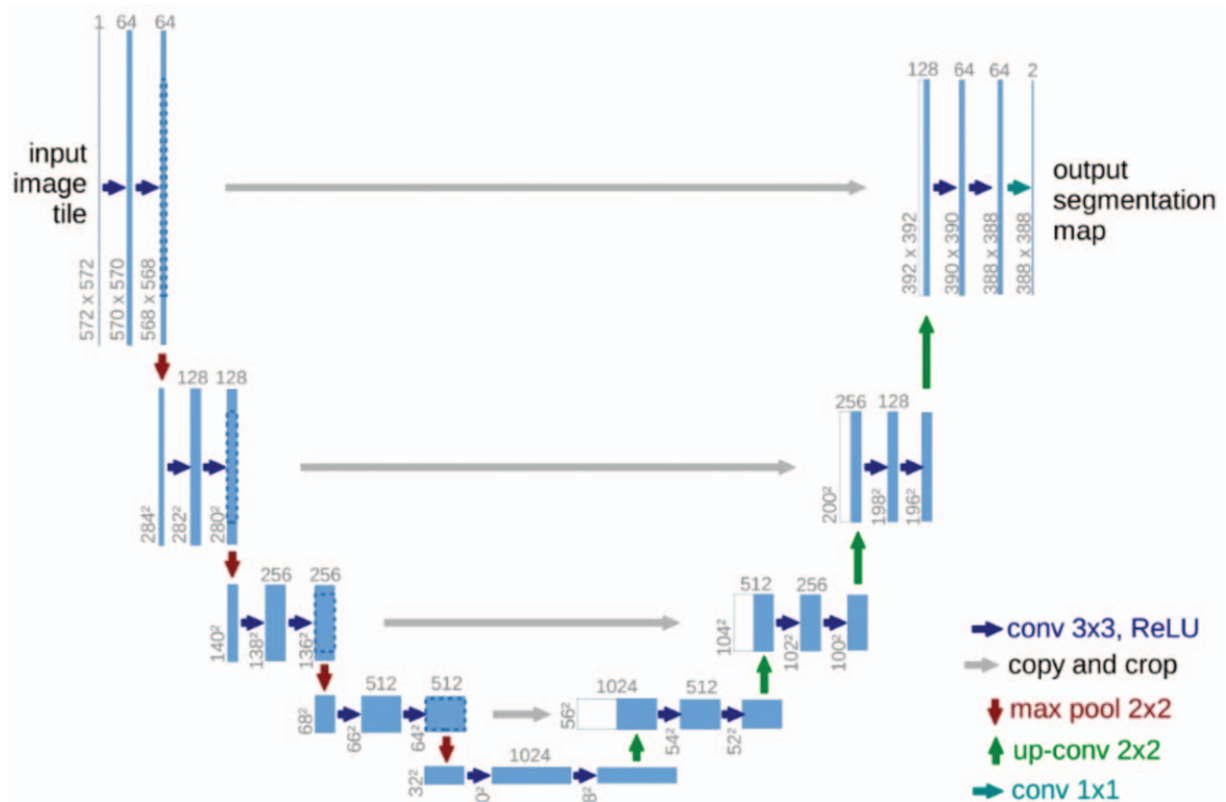 1 64 64
input
image
tile
572 x 572
570 x 570
568 x 568
128 64 64 2
output
segmentation
map
392 x 392
390 x 390
388 x 388
388 x 388
128 128
284²
282²
280²
256 128
200²
198²
196²
256 256
140²
138²
136²
512 256
104²
102²
100²
512 512
68²
66²
64²
1024 512
56²
54²
52²
1024
32²
conv 3x3, ReLU
copy and crop
max pool 2x2
up-conv 2x2
conv 1x1